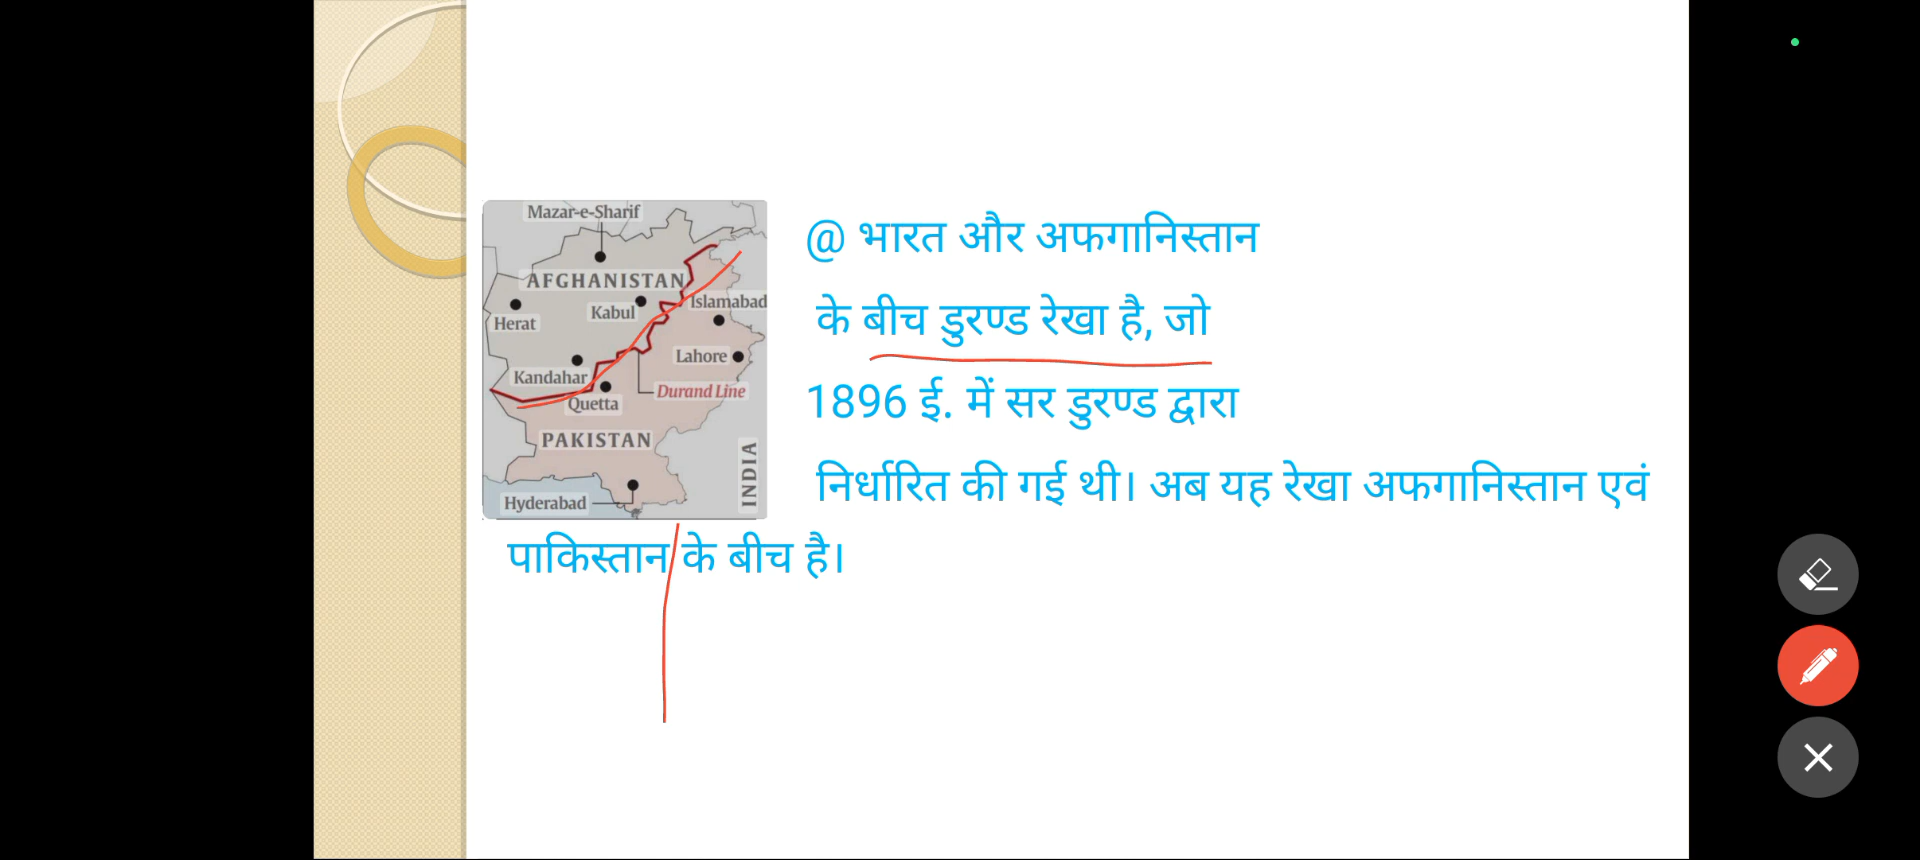 Mazar-e-Sharif
AFGHANISTAN
Kabul
Islamabad
Herat
Lahore
Kandahar
Durand Line
Quetta
PAKISTAN
INDIA
Hyderabad
@ भारत और अफगानिस्तान
के बीच डुरण्ड रेखा है, जो
1896 ई. में सर डुरण्ड द्वारा
निर्धारित की गई थी। अब यह रेखा अफगानिस्तान एवं
पाकिस्तान के बीच है।